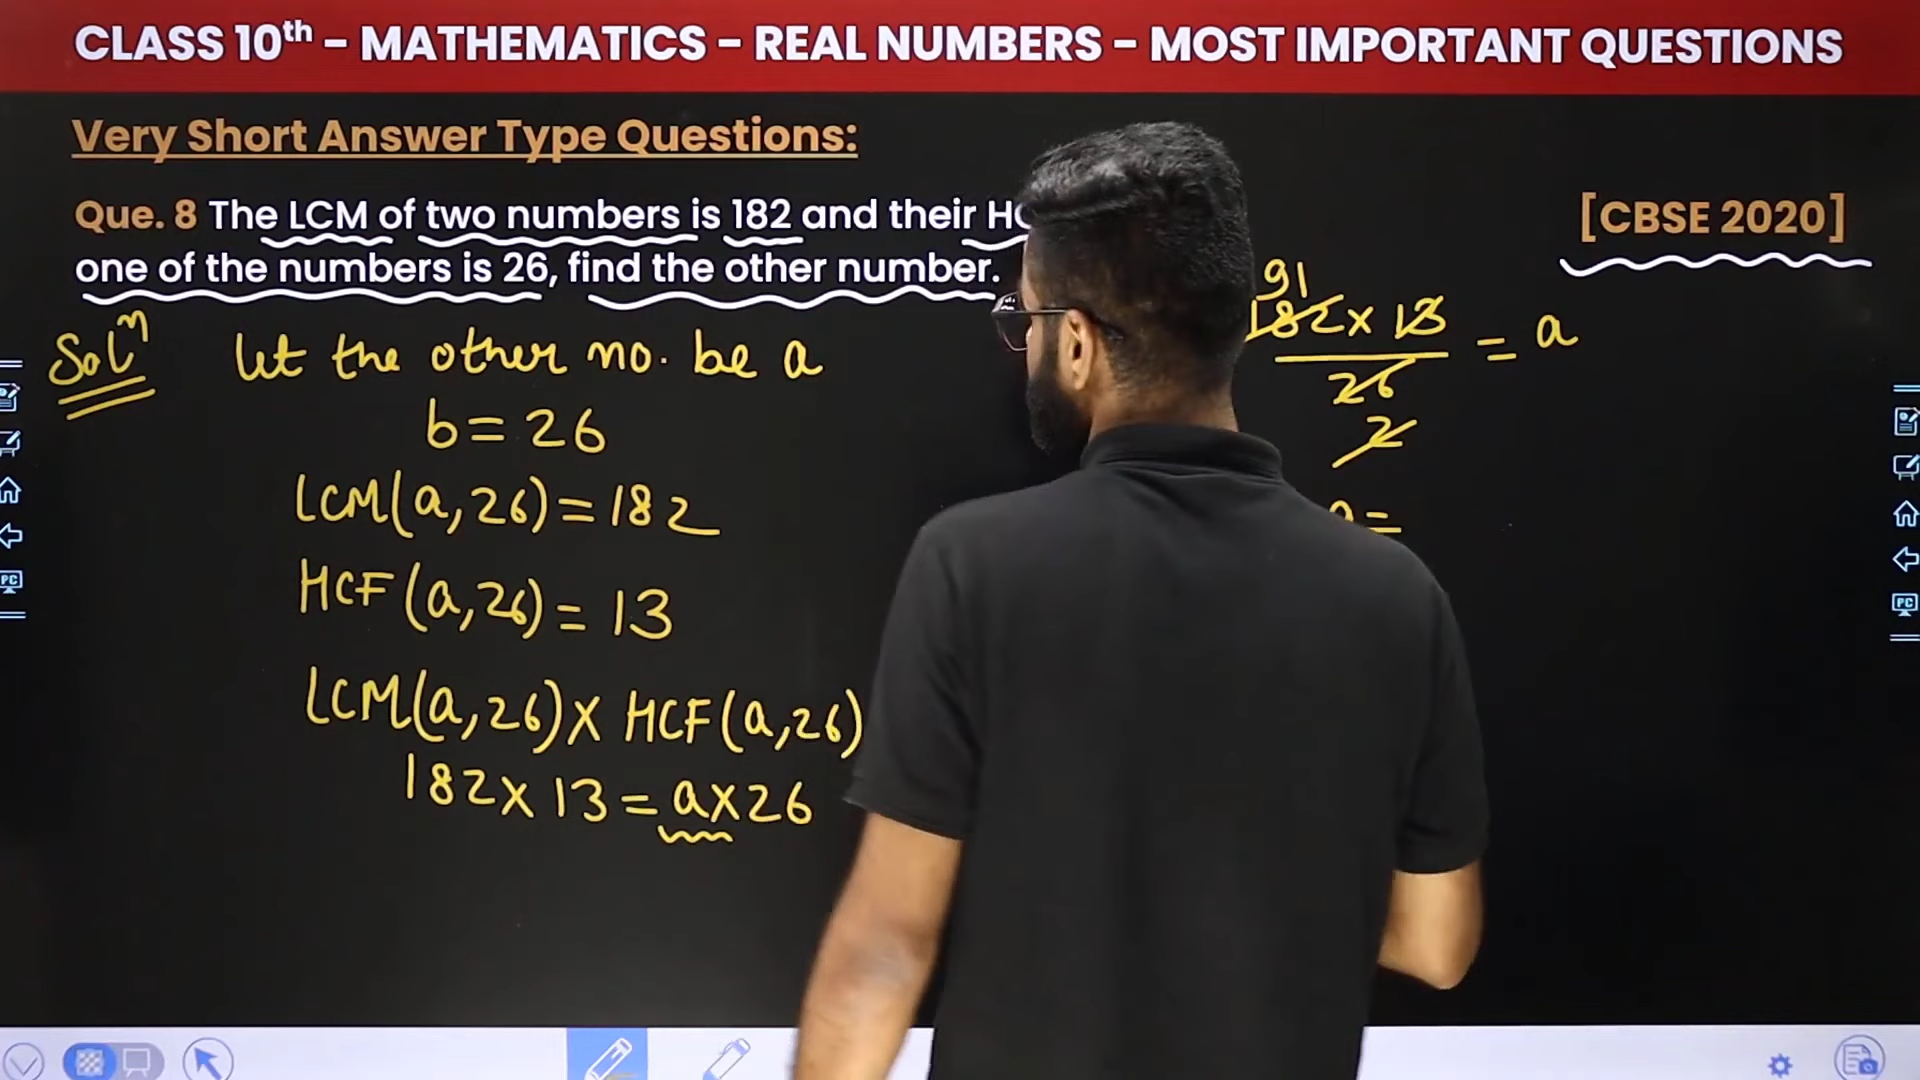 CLASS 10th – MATHEMATICS – REAL NUMBERS – MOST IMPORTANT QUESTIONS
Very Short Answer Type Questions:
Que. 8 The LCM of two numbers is 182 and their
[CBSE 2020]
one of the numbers is 26, find the other number.
Solⁿ
let the other no. be a
b = 26
LCM(a,26) = 182
HCF(a,26) = 13
LCM(a,26) x HCF(a,26)
182 x 13 = a x 26
91
182 x 13
= a
26
2
a =
PC
PC